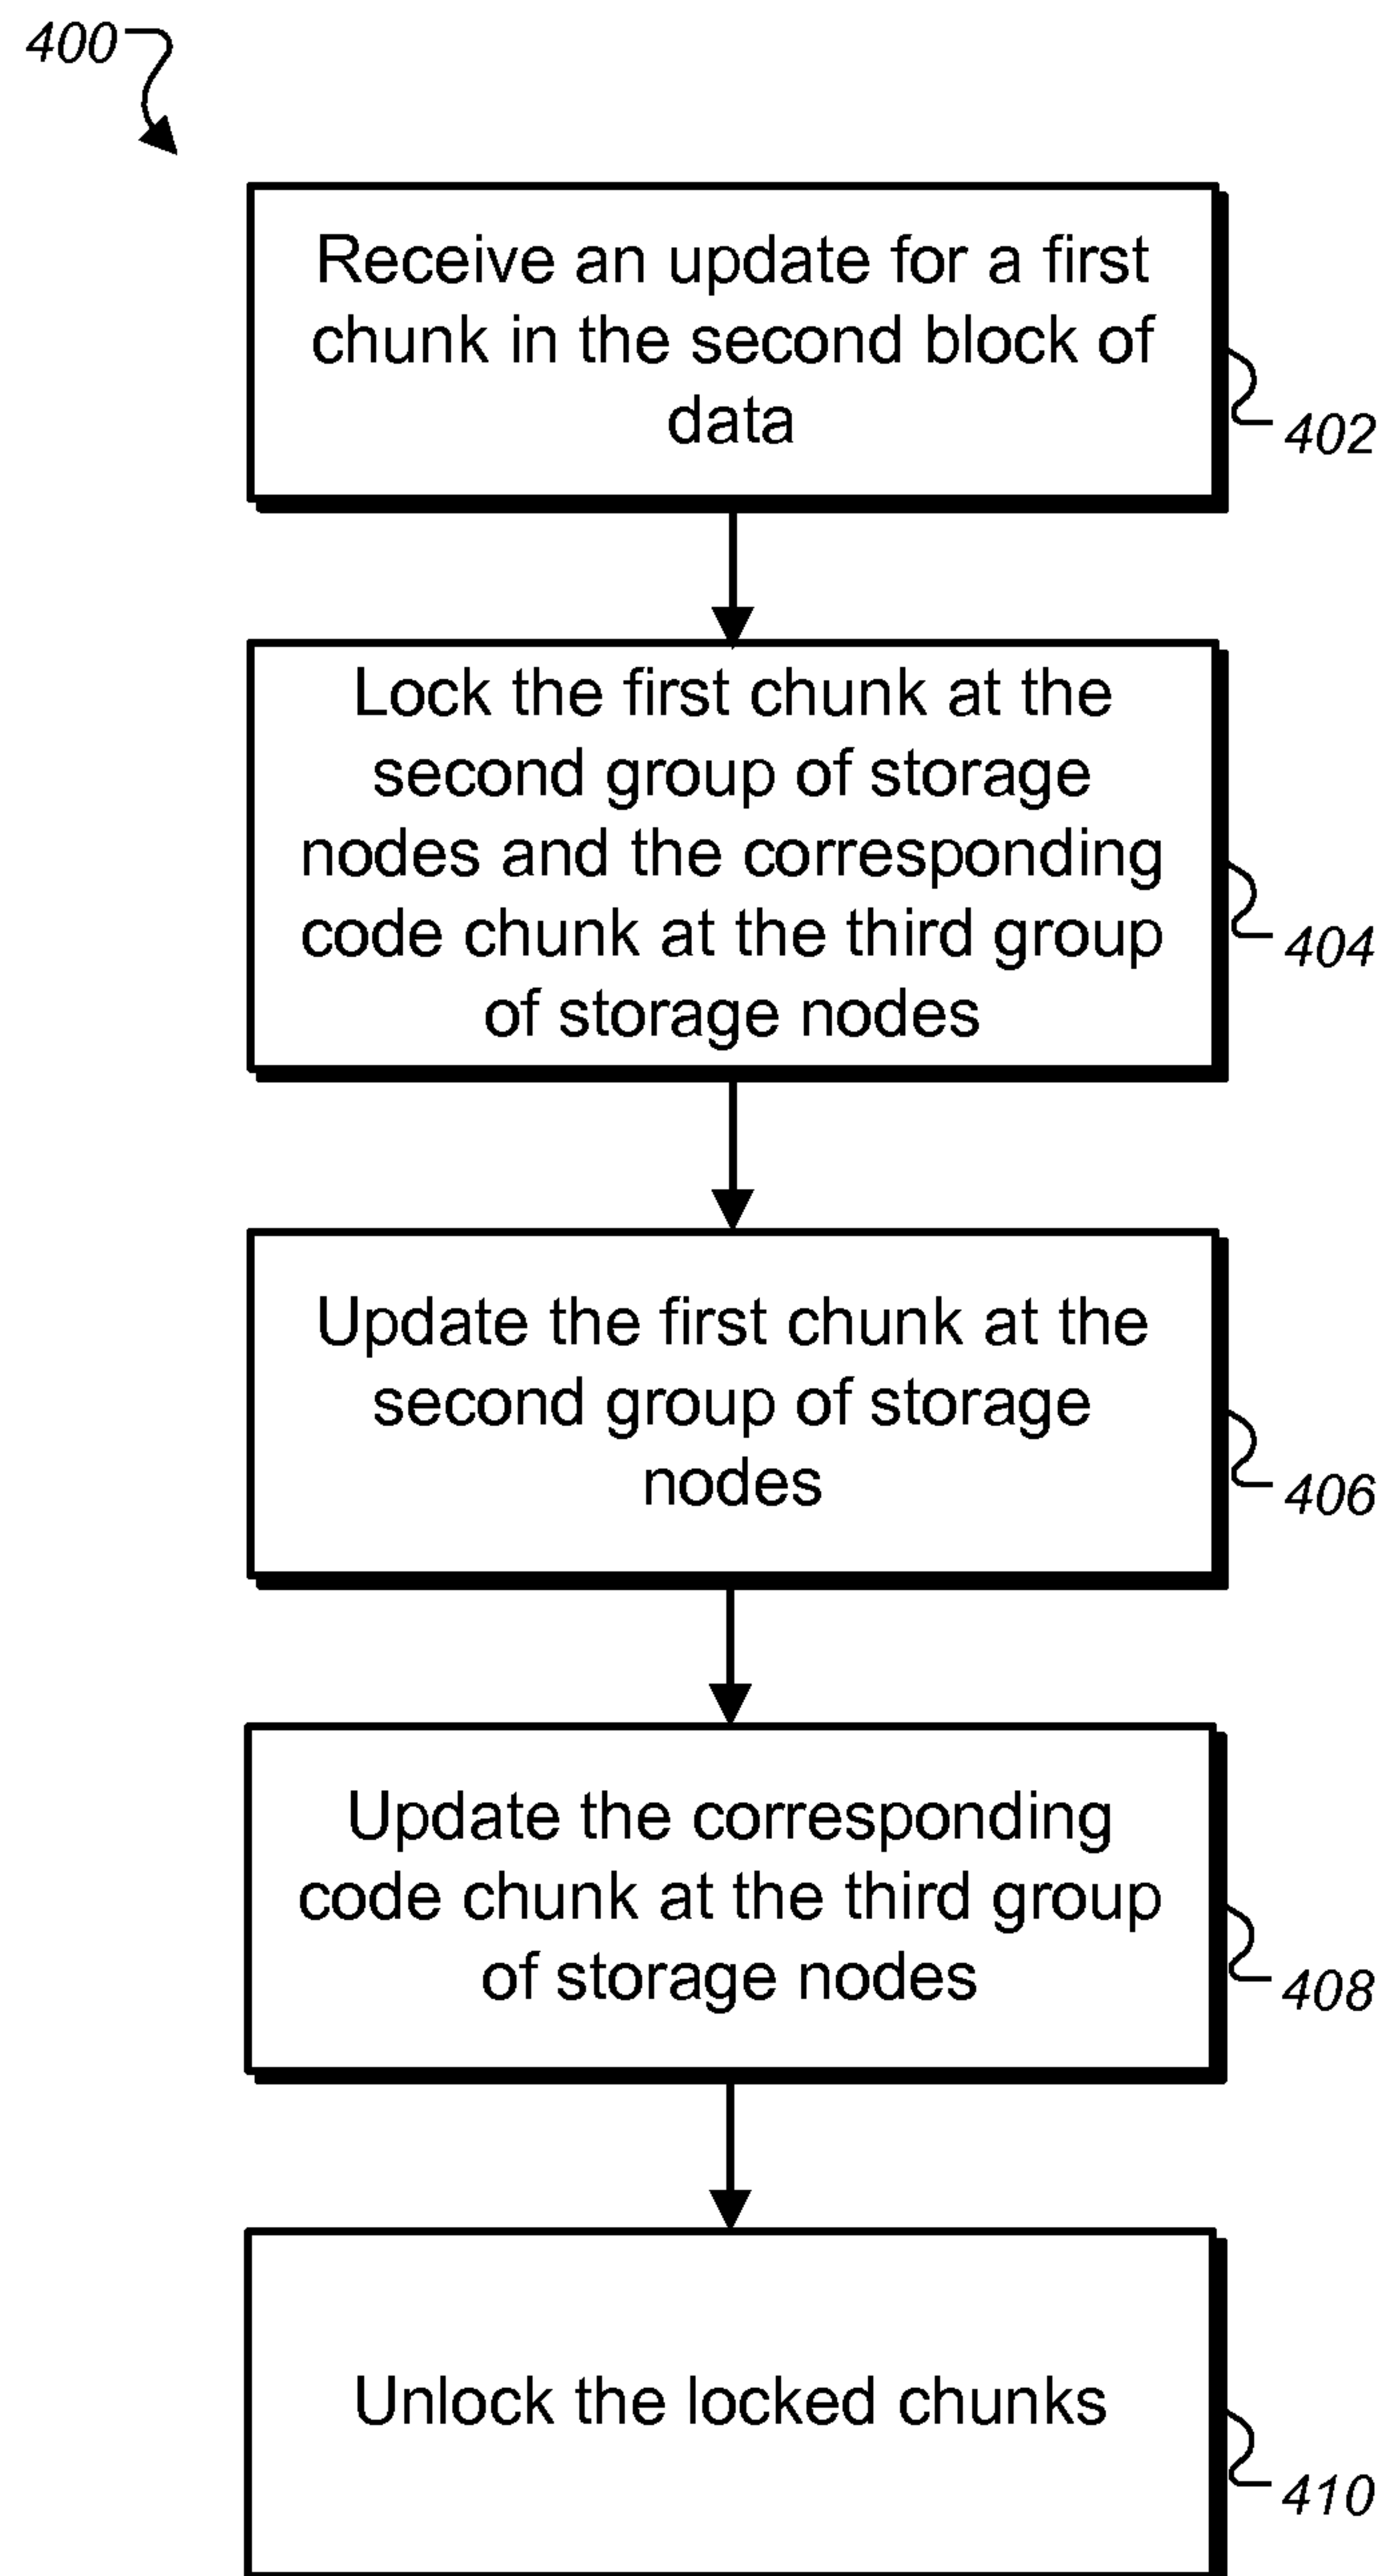 400
Receive an update for a first
chunk in the second block of
data
402
Lock the first chunk at the
second group of storage
nodes and the corresponding
code chunk at the third group
of storage nodes
404
Update the first chunk at the
second group of storage
nodes
406
Update the corresponding
code chunk at the third group
of storage nodes
408
Unlock the locked chunks
410